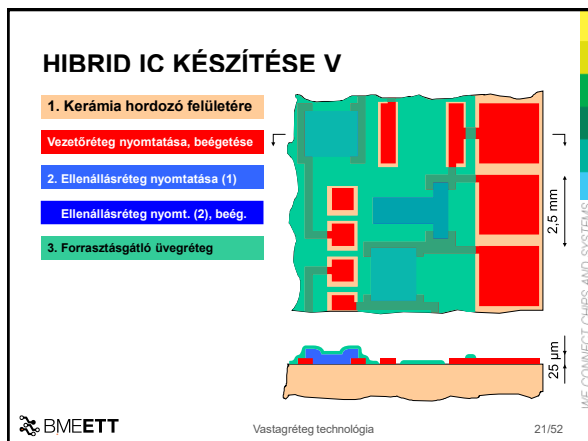 HIBRID IC KÉSZÍTÉSE V
1. Kerámia hordozó felületére
Vezetőréteg nyomtatása, beégetése
2. Ellenállásréteg nyomtatása (1)
Ellenállásréteg nyomt. (2), beég.
3. Forrasztásgátló üvegréteg
2,5 mm
25 µm
WE CONNECT CHIPS AND SYSTEMS
BMEETT
Vastagréteg technológia
21/52